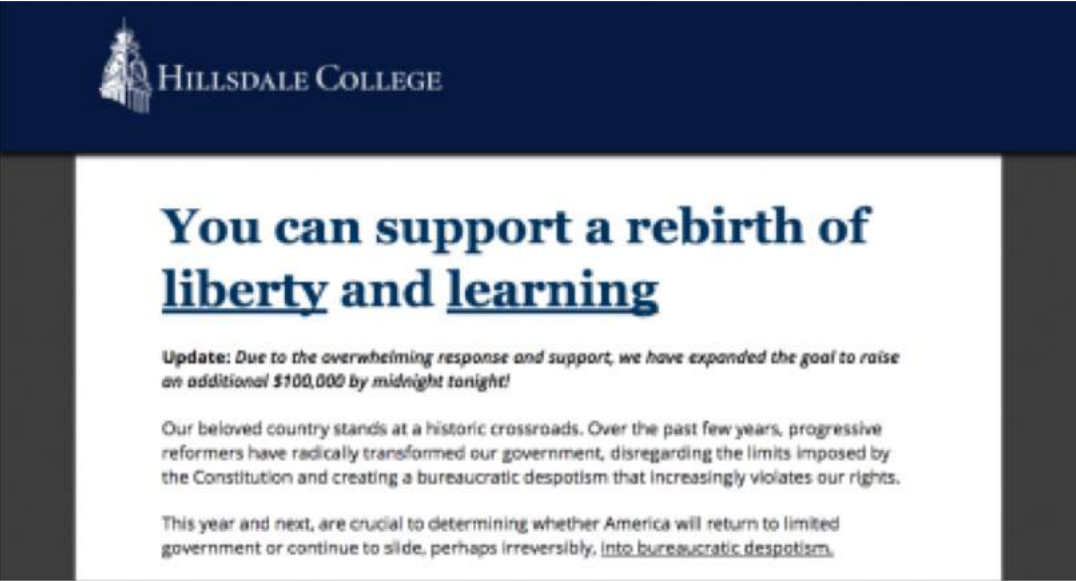 HILLSDALE COLLEGE
You can support a rebirth of
liberty and learning
Update: Due to the overwhelming response and support, we have expanded the goal to raise
an additional $100,000 by midnight tonight!
Our beloved country stands at a historic crossroads. Over the past few years, progressive
reformers have radically transformed our government, disregarding the limits imposed by
the Constitution and creating a bureaucratic despotism that increasingly violates our rights.
This year and next, are crucial to determining whether America will return to limited
government or continue to slide, perhaps irreversibly, into bureaucratic despotism.